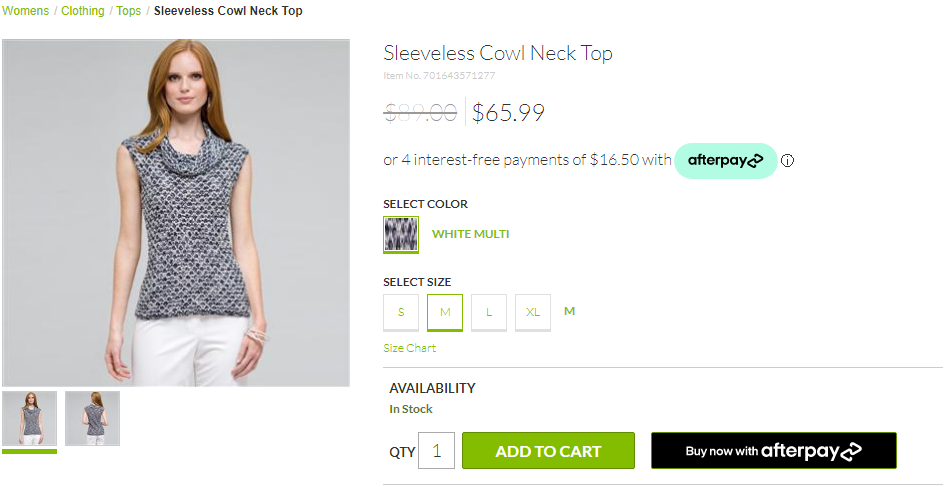 Womens / Clothing / Tops / Sleeveless Cowl Neck Top
Sleeveless Cowl Neck Top
Item No. 701643571277
$89.00 $65.99
or 4 interest-free payments of $16.50 with afterpay
SELECT COLOR
WHITE MULTI
SELECT SIZE
S M L XL M
Size Chart
AVAILABILITY
In Stock
QTY 1 ADD TO CART Buy now with afterpay